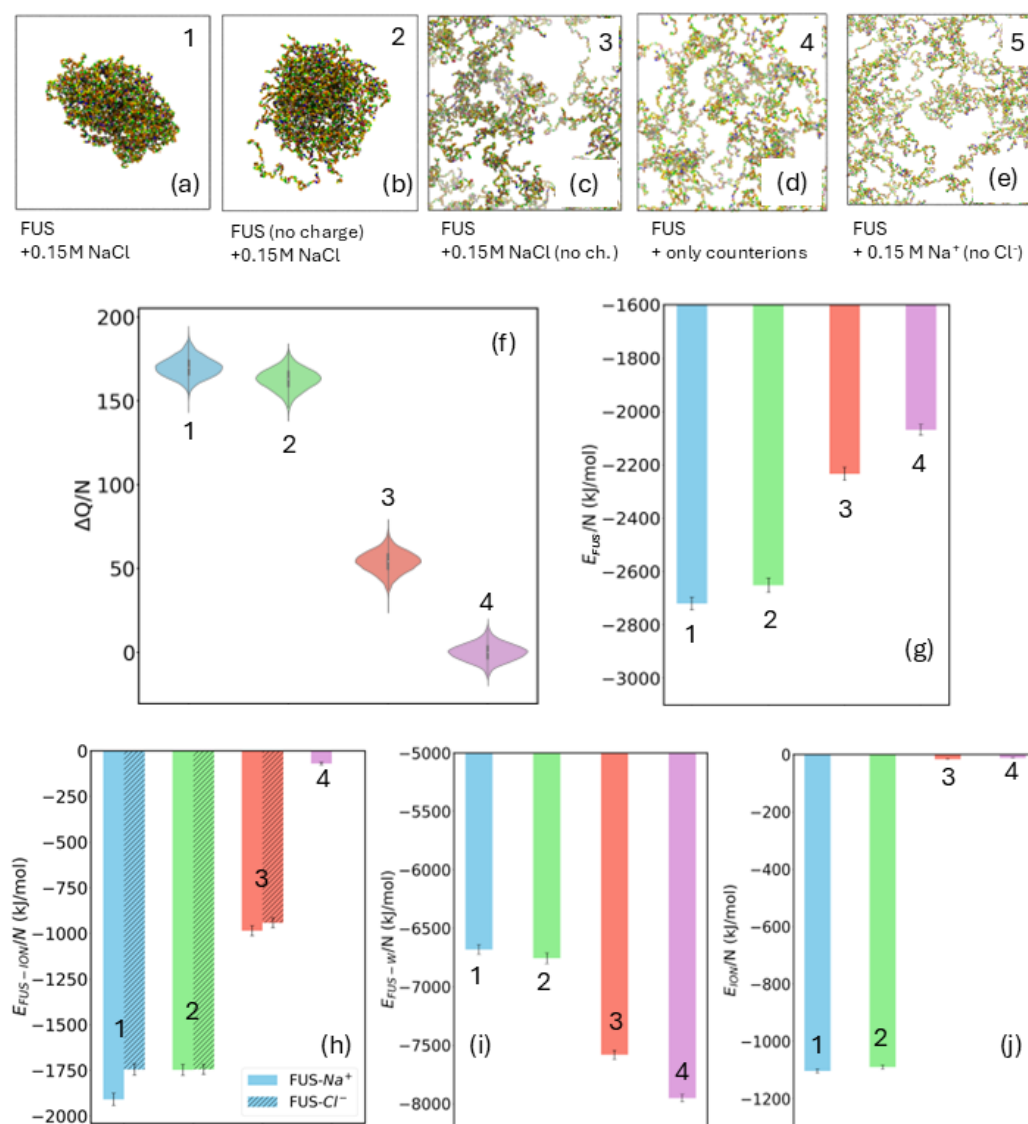 1
(a)
2
(b)
3
(c)
4
(d)
5
(e)
FUS
+0.15M NaCl
FUS (no charge)
+0.15M NaCl
FUS
+0.15M NaCl (no ch.)
FUS
+ only counterions
FUS
+ 0.15 M Na⁺ (no Cl⁻)
200
150
100
50
0
ΔQ/N
1
2
3
4
(f)
−1600
−1800
−2000
−2200
−2400
−2600
−2800
−3000
E_FUS/N (kJ/mol)
1
2
3
4
(g)
0
−250
−500
−750
−1000
−1250
−1500
−1750
−2000
E_FUS−ION/N (kJ/mol)
1
2
3
4
(h)
FUS-Na⁺
FUS-Cl⁻
−5000
−5500
−6000
−6500
−7000
−7500
−8000
E_FUS−W/N (kJ/mol)
1
2
3
4
(i)
0
−200
−400
−600
−800
−1000
−1200
E_ION/N (kJ/mol)
1
2
3
4
(j)